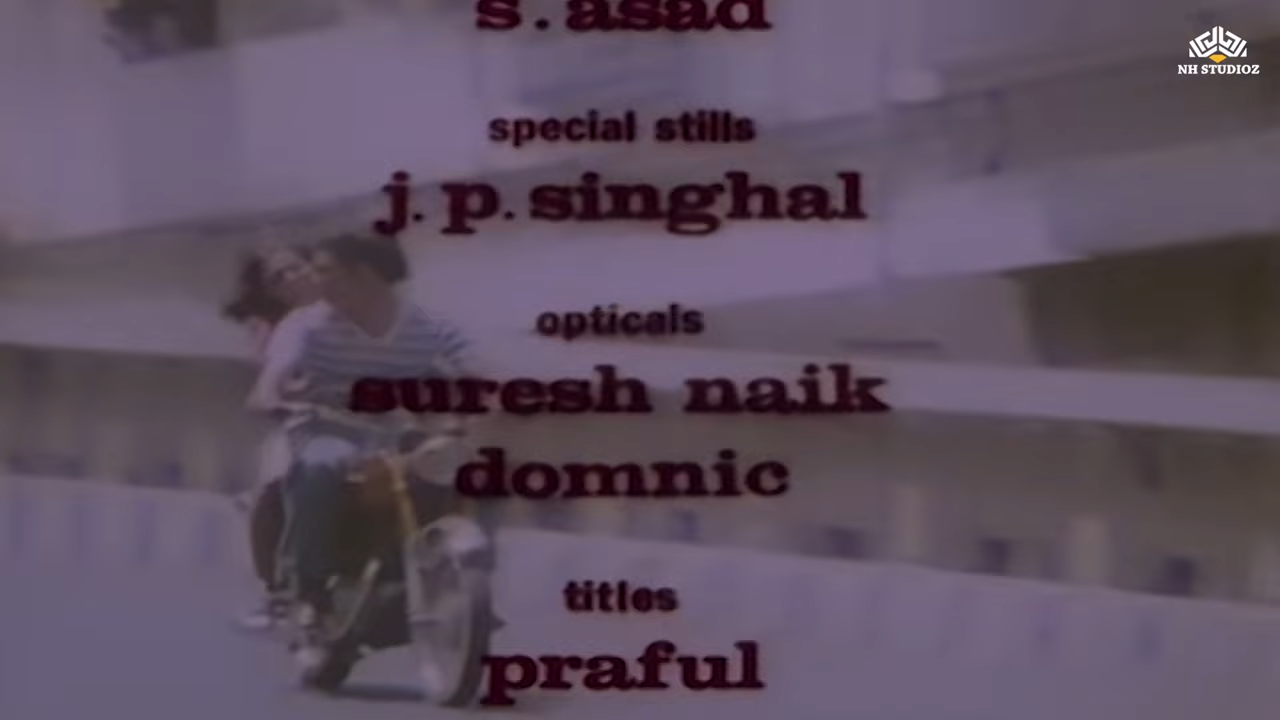 s. asad
NH STUDIOZ
special stills
j. p. singhal
opticals
suresh naik
domnic
titles
praful